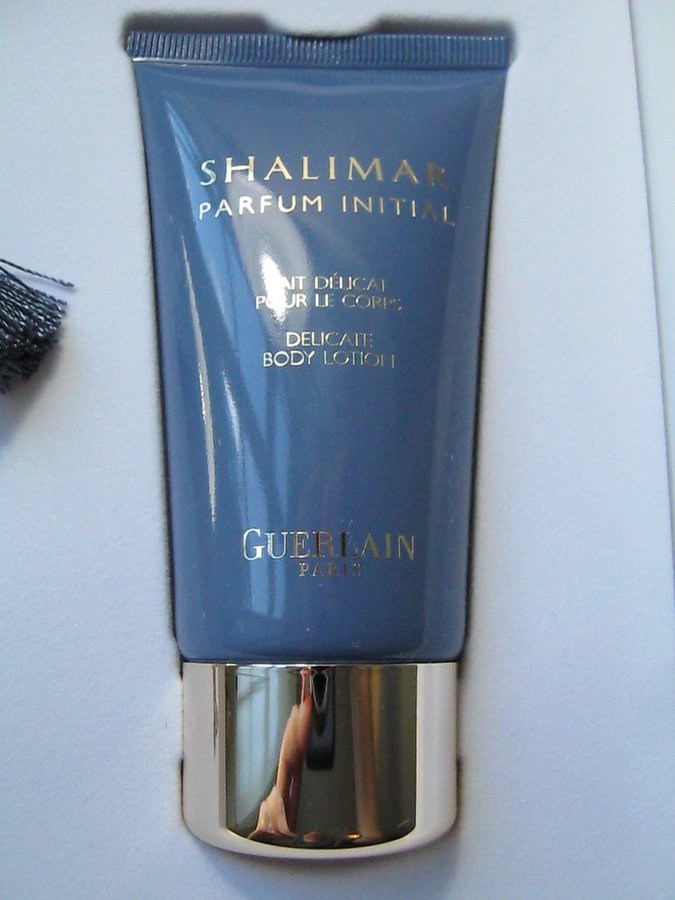 SHALIMAR
PARFUM INITIAL
LAIT DÉLICAT
POUR LE CORPS
DELICATE
BODY LOTION
GUERLAIN
PARIS